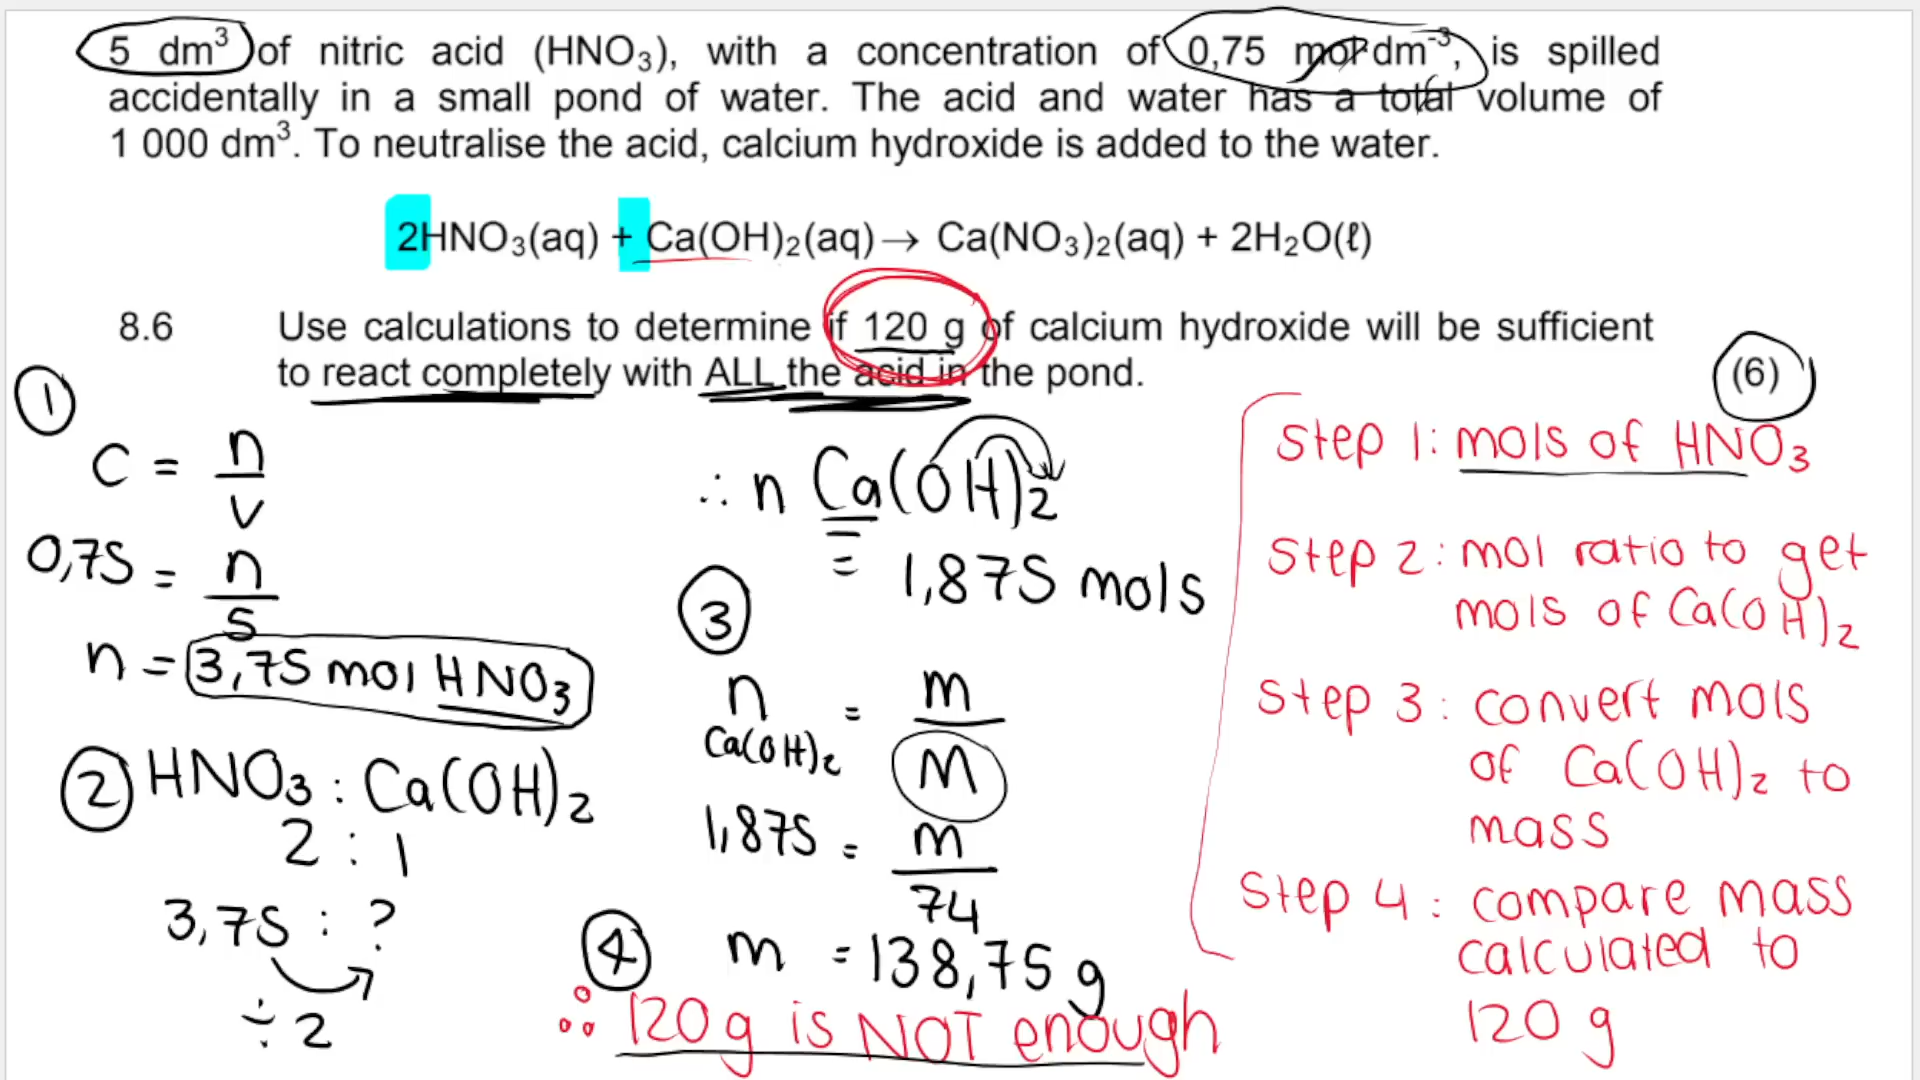 5 dm³ of nitric acid (HNO₃), with a concentration of 0,75 mol·dm⁻³, is spilled
accidentally in a small pond of water. The acid and water has a total volume of
1 000 dm³. To neutralise the acid, calcium hydroxide is added to the water.
2HNO₃(aq) + Ca(OH)₂(aq) → Ca(NO₃)₂(aq) + 2H₂O(ℓ)
8.6 Use calculations to determine if 120 g of calcium hydroxide will be sufficient
to react completely with ALL the acid in the pond. (6)
①
C = n/v
0,75 = n/5
n = 3,75 mol HNO₃
② HNO₃ : Ca(OH)₂
2 : 1
3,75 : ?
÷ 2
∴ n Ca(OH)₂
= 1,875 mols
③
n Ca(OH)₂ = m/M
1,875 = m/74
④ m = 138,75 g
∴ 120 g is NOT enough
Step 1: mols of HNO₃
Step 2: mol ratio to get
mols of Ca(OH)₂
Step 3: convert mols
of Ca(OH)₂ to
mass
Step 4: compare mass
calculated to
120 g